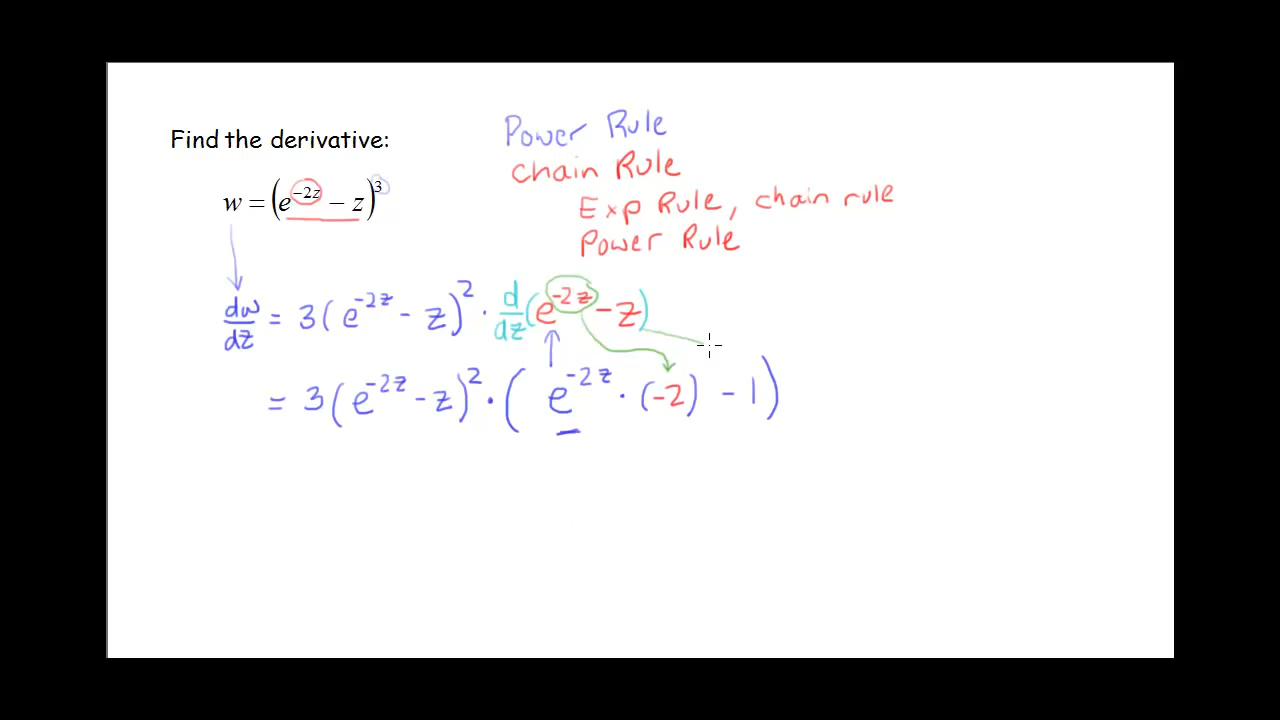 Find the derivative:
w = (e^{-2z} - z)^3
Power Rule
Chain Rule
Exp Rule, chain rule
Power Rule
dw/dz = 3(e^{-2z} - z)^2 · d/dz(e^{-2z} - z)
= 3(e^{-2z} - z)^2 · (e^{-2z} · (-2) - 1)